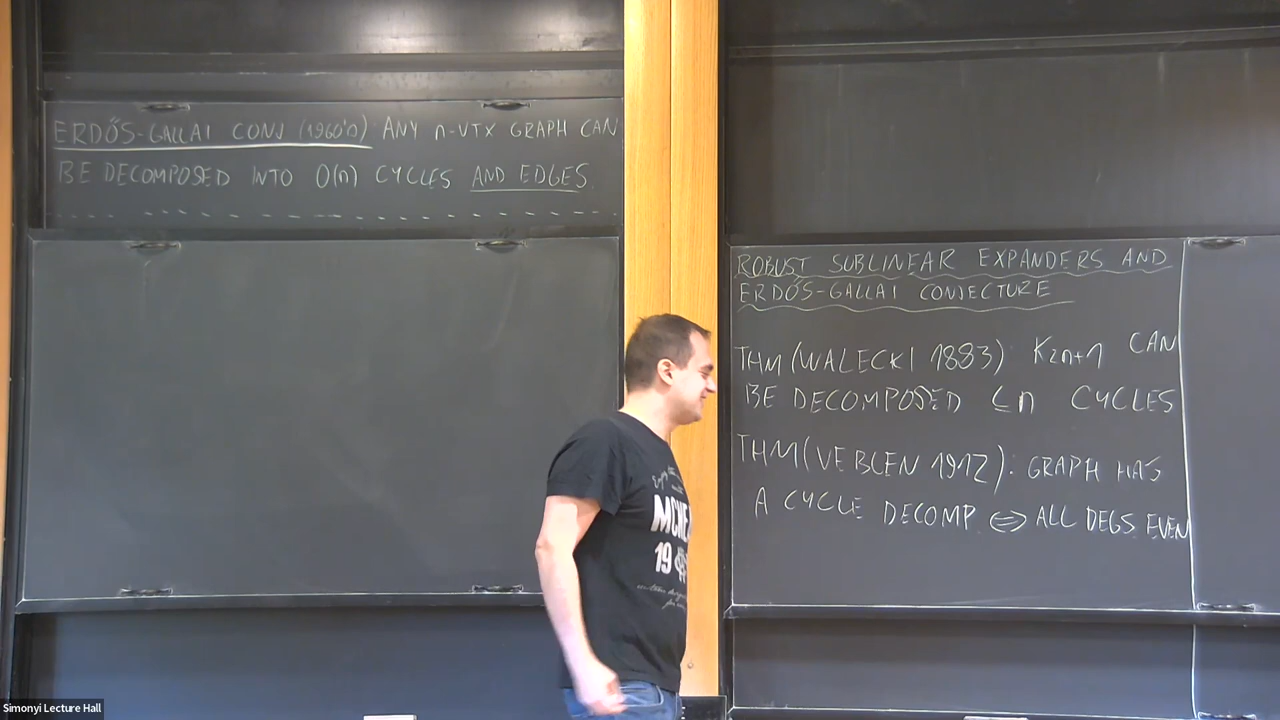 ERDŐS-GALLAI CONJ (1960's) ANY n-VTX GRAPH CAN
BE DECOMPOSED INTO O(n) CYCLES AND EDGES.
ROBUST SUBLINEAR EXPANDERS AND
ERDŐS-GALLAI CONJECTURE
THM (WALECKI 1883) K2n+1 CAN
BE DECOMPOSED ≤n CYCLES
THM (VEBLEN 1912): GRAPH HAS
A CYCLE DECOMP ⇔ ALL DEGS EVEN
19
Simonyi Lecture Hall